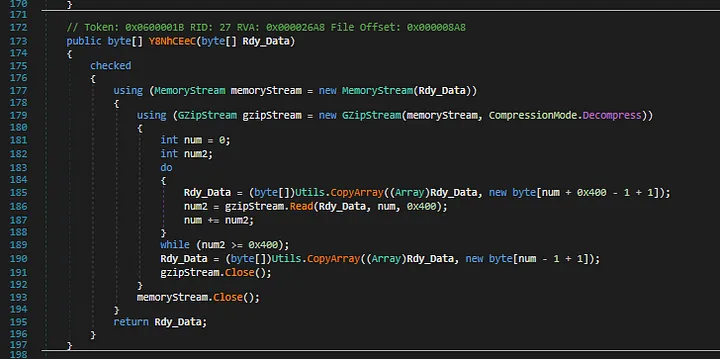 170 }
171
172 // Token: 0x0600001B RID: 27 RVA: 0x000026A8 File Offset: 0x000008A8
173 public byte[] Y8NhCEeC(byte[] Rdy_Data)
174 {
175 checked
176 {
177 using (MemoryStream memoryStream = new MemoryStream(Rdy_Data))
178 {
179 using (GZipStream gzipStream = new GZipStream(memoryStream, CompressionMode.Decompress))
180 {
181 int num = 0;
182 int num2;
183 do
184 {
185 Rdy_Data = (byte[])Utils.CopyArray((Array)Rdy_Data, new byte[num + 0x400 - 1 + 1]);
186 num2 = gzipStream.Read(Rdy_Data, num, 0x400);
187 num += num2;
188 }
189 while (num2 >= 0x400);
190 Rdy_Data = (byte[])Utils.CopyArray((Array)Rdy_Data, new byte[num - 1 + 1]);
191 gzipStream.Close();
192 }
193 memoryStream.Close();
194 }
195 return Rdy_Data;
196 }
197 }
198